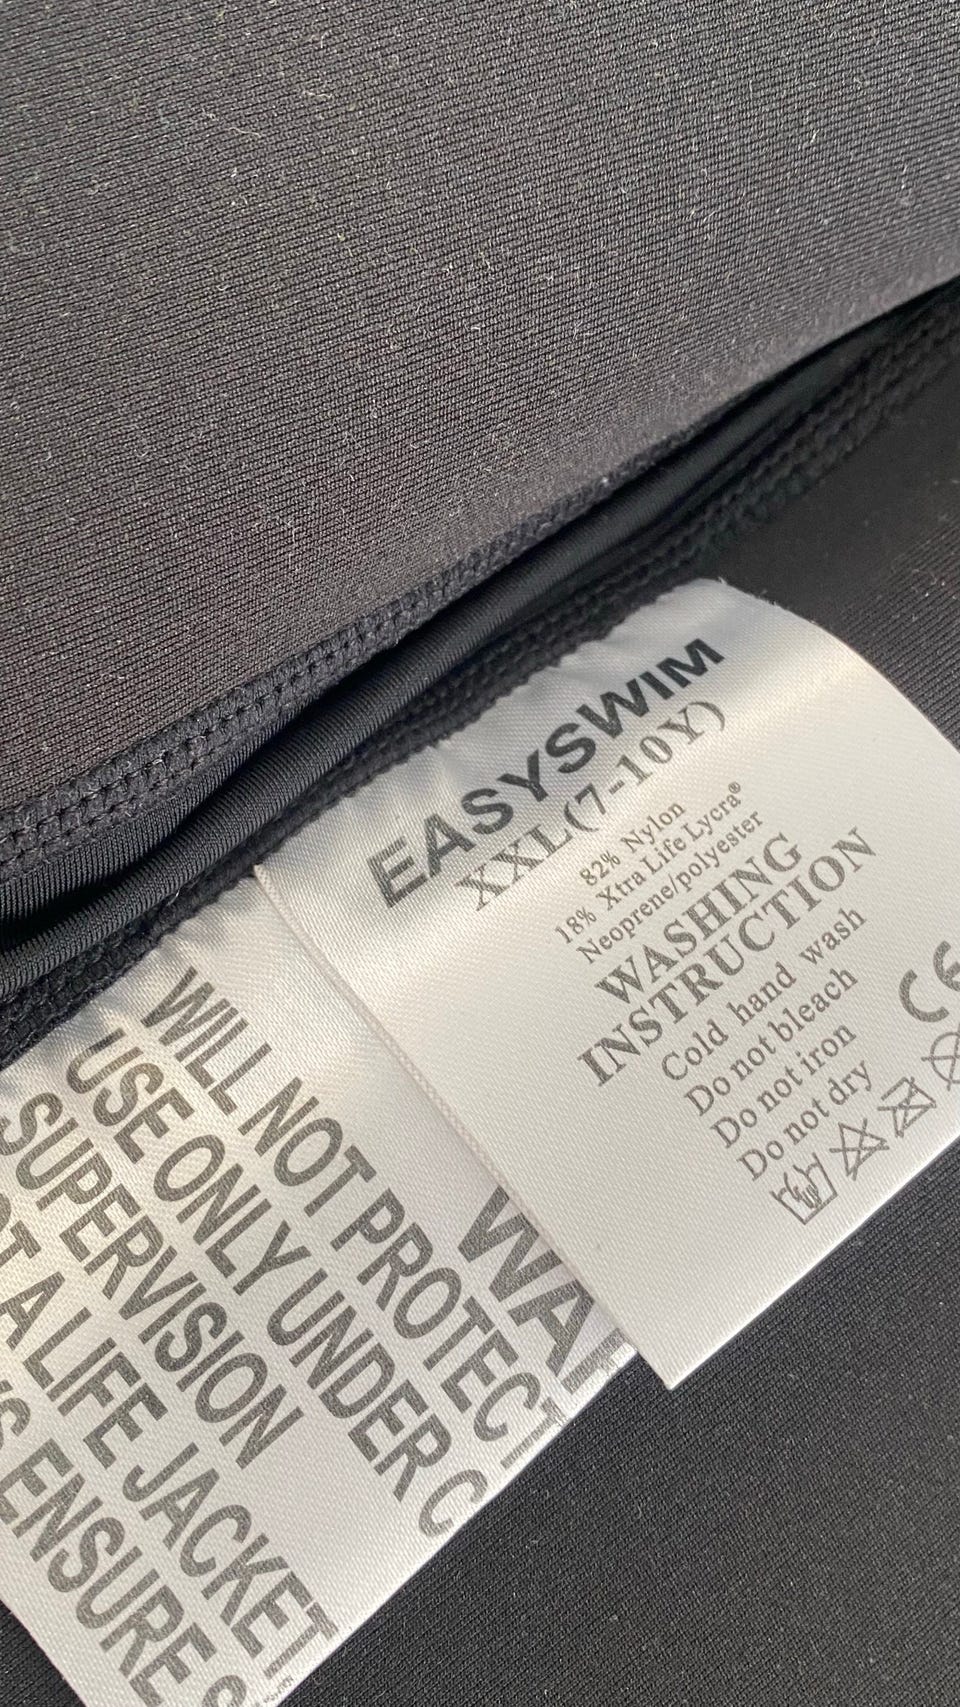 EASYSWIM
XXL(7-10Y)
82% Nylon
18% Xtra Life Lycra®
Neoprene/polyester
WASHING
INSTRUCTION
Cold hand wash
Do not bleach
Do not iron
Do not dry
CE
WILL NOT PROTECT
USE ONLY UNDER C
SUPERVISION
A LIFE JACKET
ENSURE